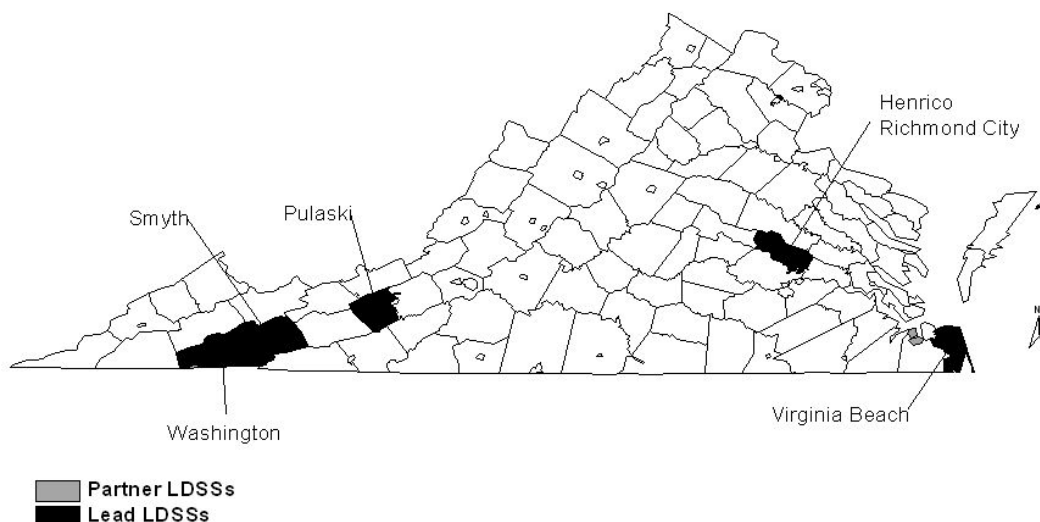 Henrico
Richmond City
Smyth
Pulaski
N
Virginia Beach
Washington
Partner LDSSs
Lead LDSSs